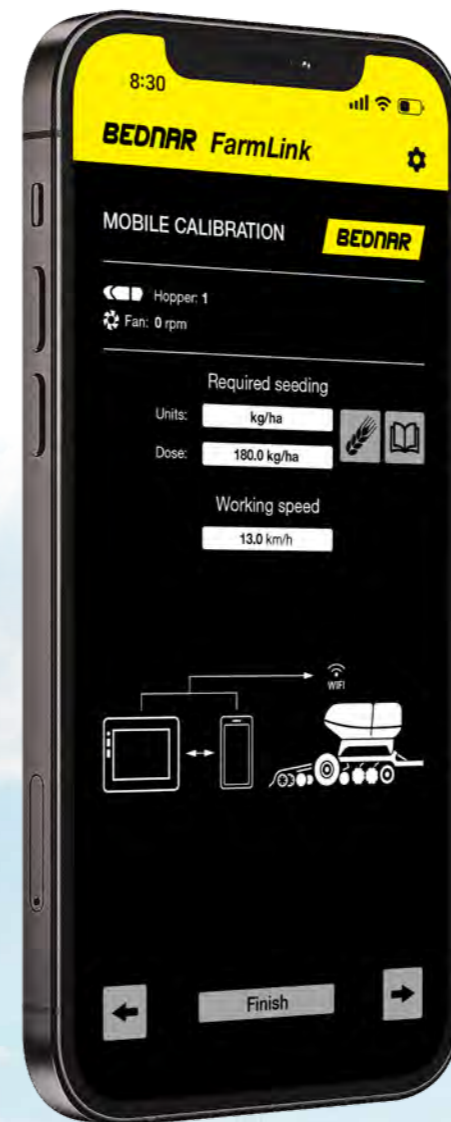 8:30
BEDNAR FarmLink
MOBILE CALIBRATION
BEDNAR
Hopper: 1
Fan: 0 rpm
Required seeding
Units: kg/ha
Dose: 180.0 kg/ha
Working speed
13.0 km/h
WIFI
Finish